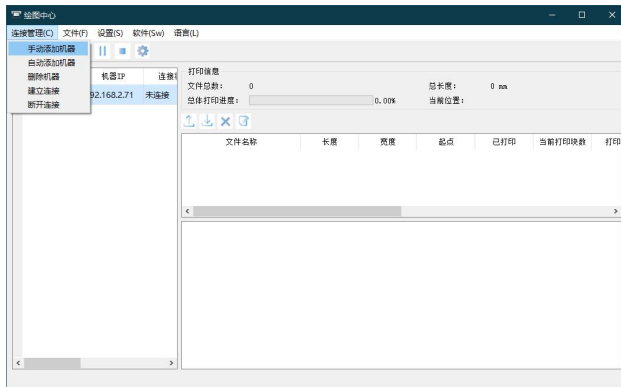 绘图中心
连接管理(C) 文件(F) 设置(S) 软件(Sw) 语言(L)
手动添加机器
自动添加机器
删除机器
建立连接
断开连接
机器IP 连接
92.168.2.71 未连接
打印信息
文件总数: 0 总长度: 0 mm
总体打印进度: 0.00% 当前位置:
文件名称 长度 宽度 起点 已打印 当前打印块数 打印